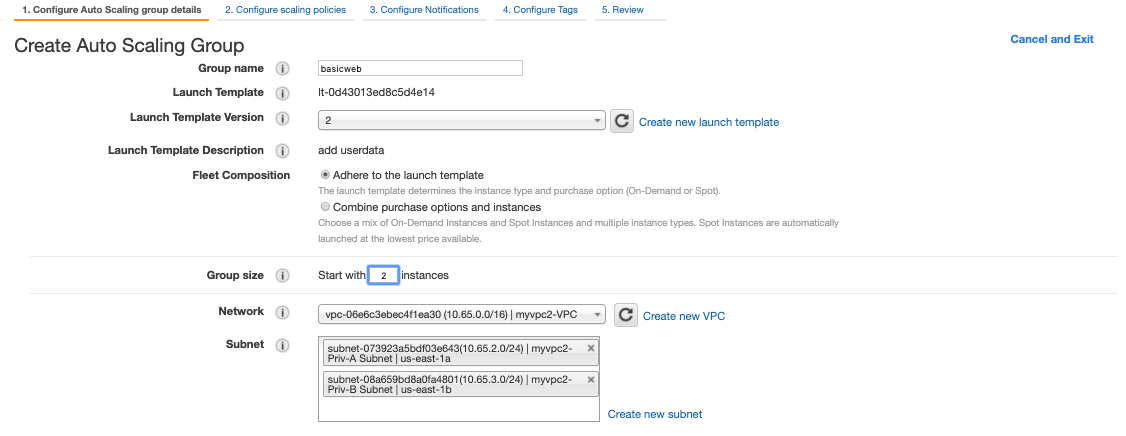 1. Configure Auto Scaling group details 2. Configure scaling policies 3. Configure Notifications 4. Configure Tags 5. Review
Create Auto Scaling Group
Cancel and Exit
Group name basicweb
Launch Template lt-0d43013ed8c5d4e14
Launch Template Version 2 Create new launch template
Launch Template Description add userdata
Fleet Composition Adhere to the launch template
The launch template determines the instance type and purchase option (On-Demand or Spot).
Combine purchase options and instances
Choose a mix of On-Demand Instances and Spot Instances and multiple instance types. Spot Instances are automatically
launched at the lowest price available.
Group size Start with 2 instances
Network vpc-06e6c3ebec4f1ea30 (10.65.0.0/16) | myvpc2-VPC Create new VPC
Subnet subnet-073923a5bdf03e643(10.65.2.0/24) | myvpc2-
Priv-A Subnet | us-east-1a
subnet-08a659bd8a0fa4801(10.65.3.0/24) | myvpc2-
Priv-B Subnet | us-east-1b
Create new subnet